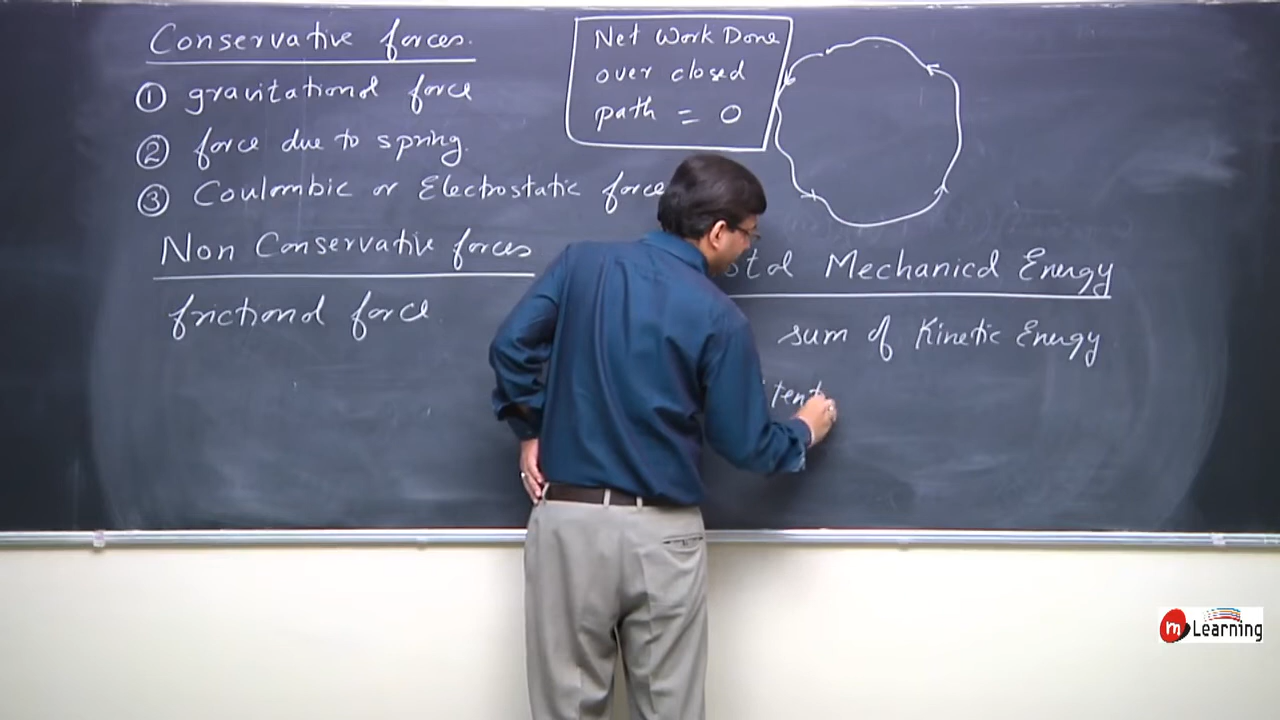 Conservative forces.
① gravitational force
② force due to spring.
③ Coulombic or Electrostatic force
Non Conservative forces
frictional force
Net Work Done
over closed
path = 0
Mechanical Energy
sum of Kinetic Energy
m Learning